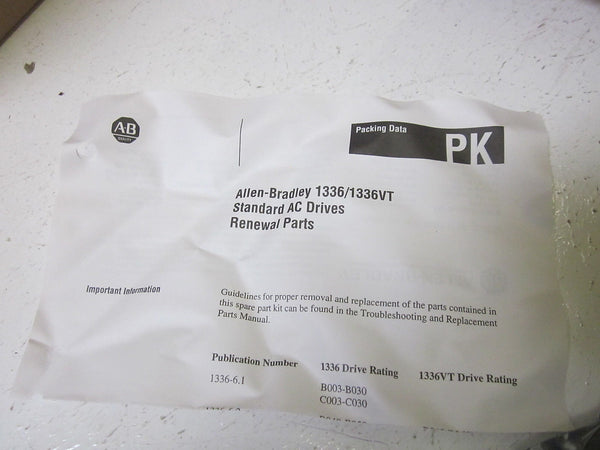 AB
Packing Data
PK
Allen-Bradley 1336/1336VT
Standard AC Drives
Renewal Parts
Important Information
Guidelines for proper removal and replacement of the parts contained in
this spare part kit can be found in the Troubleshooting and Replacement
Parts Manual.
Publication Number 1336 Drive Rating 1336VT Drive Rating
1336-6.1 B003-B030
C003-C030